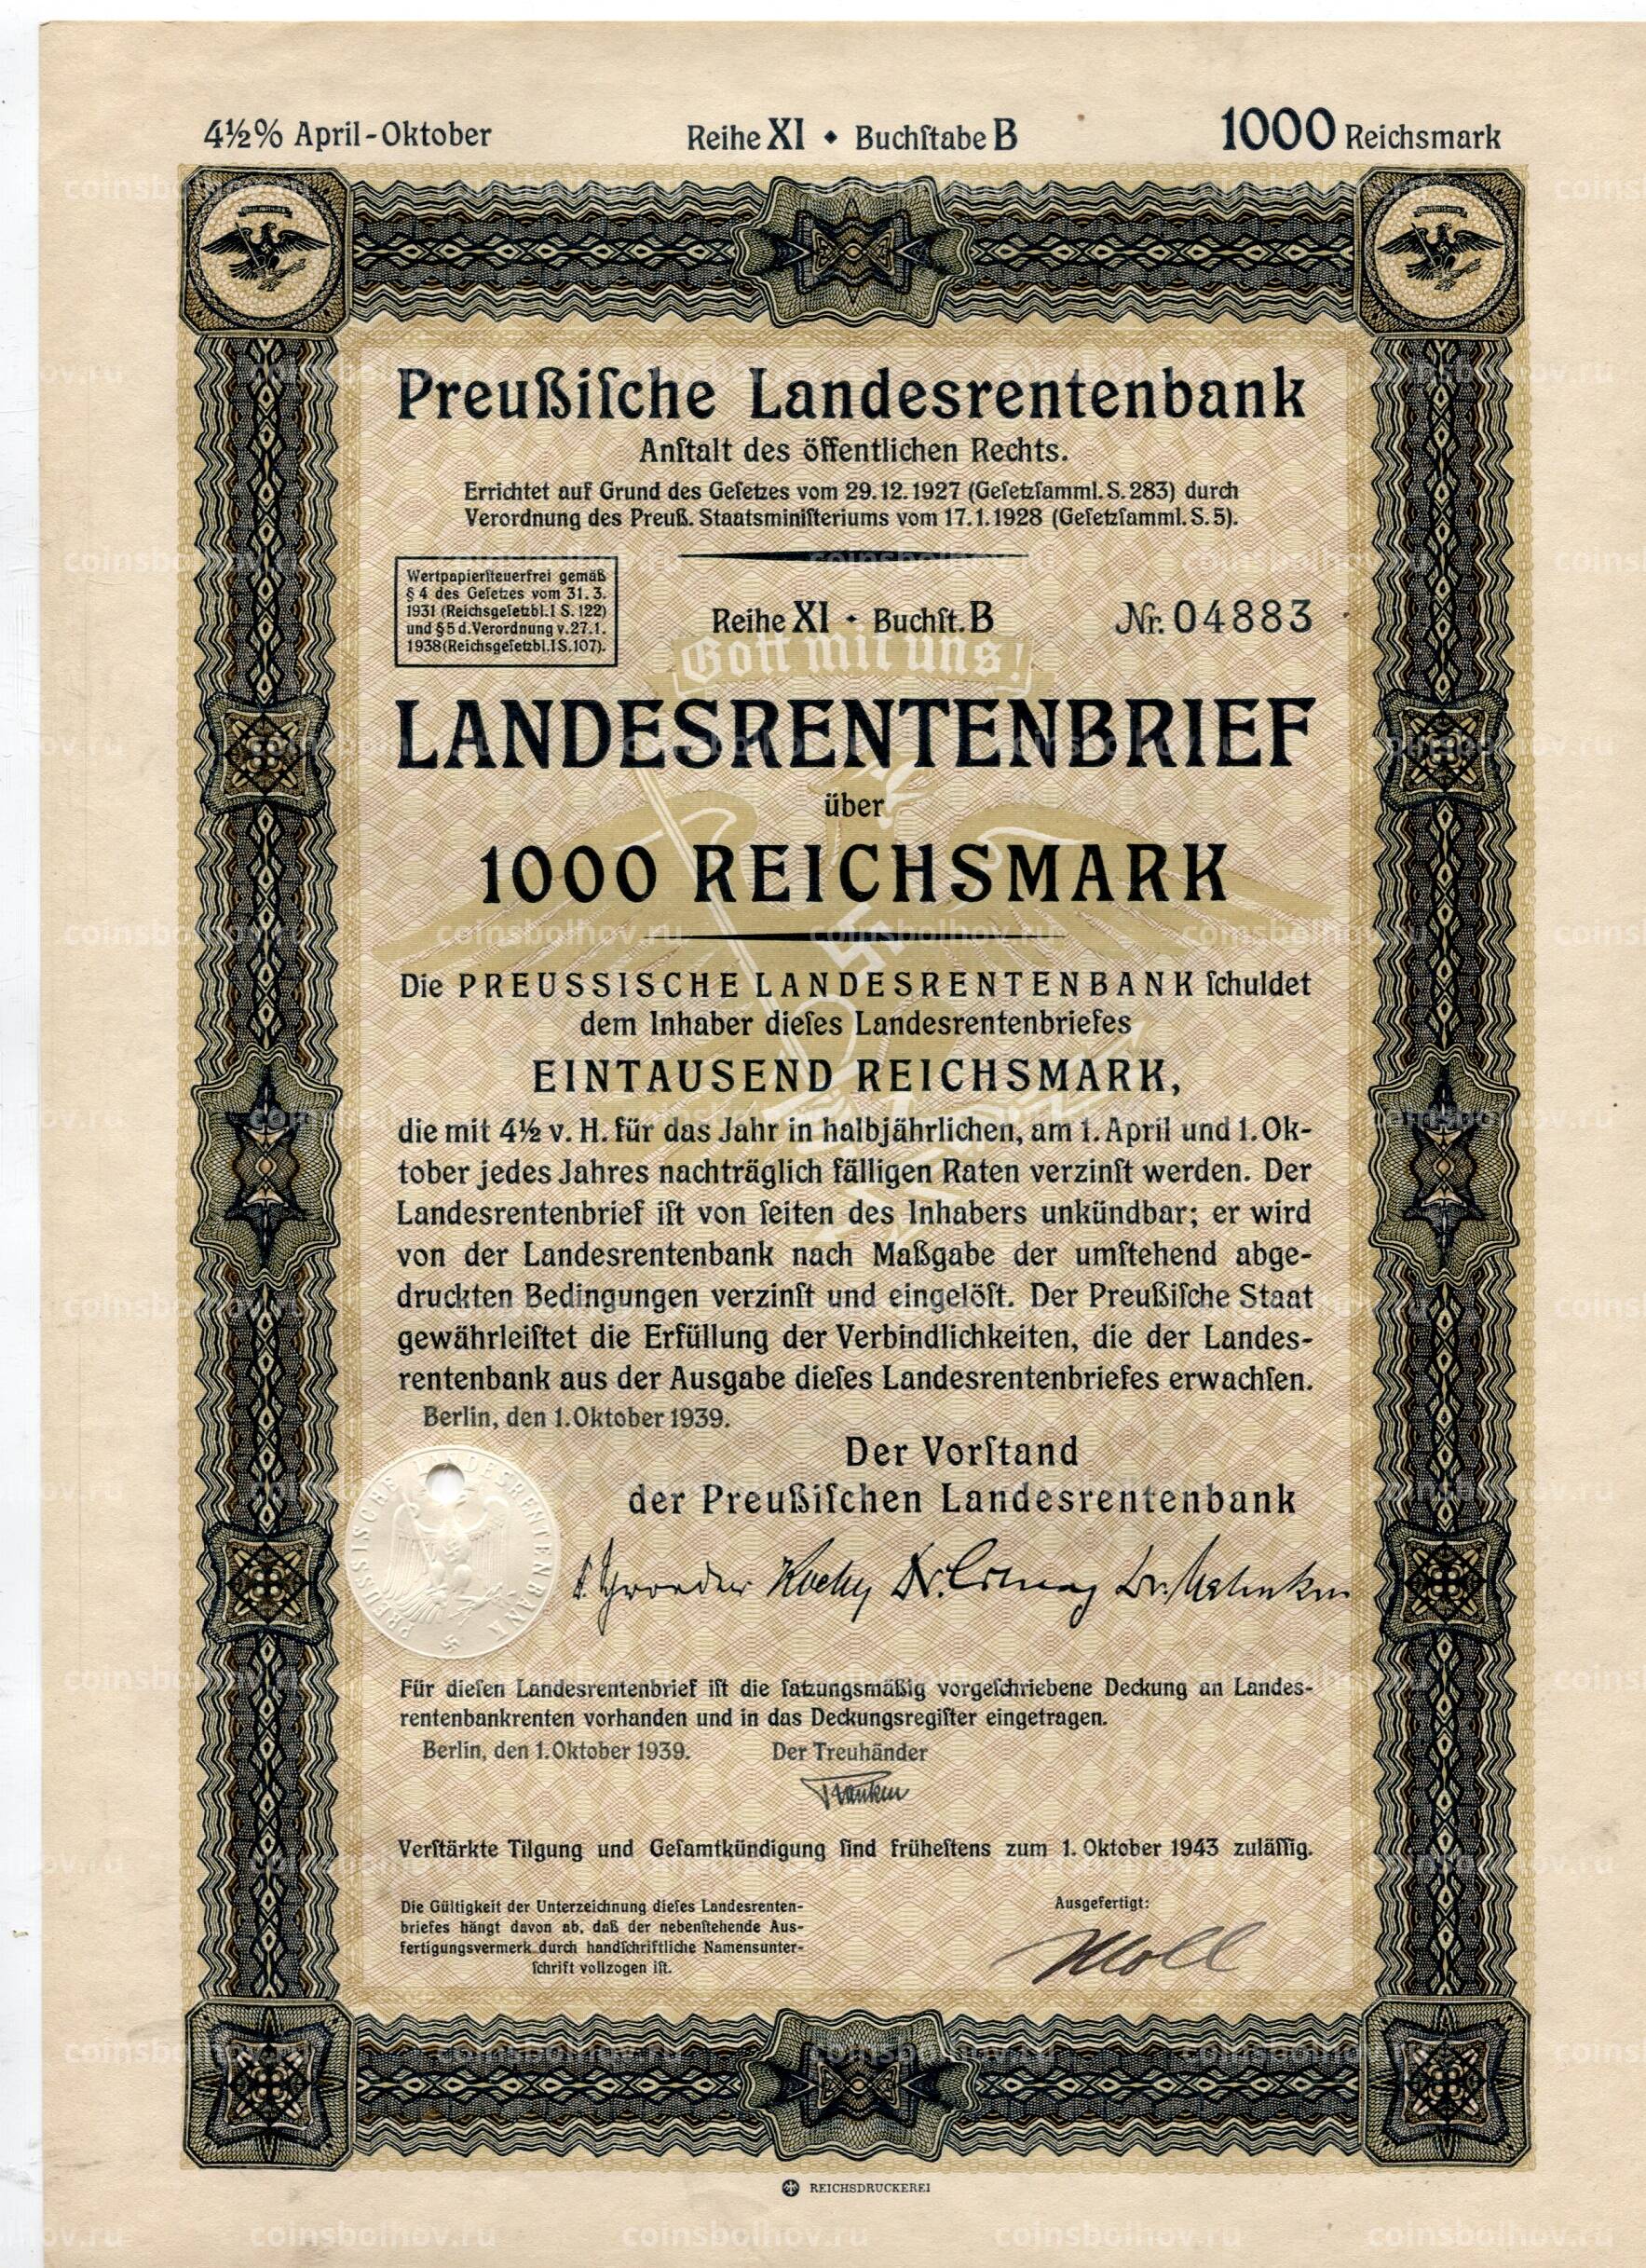 4½% April-Oktober Reihe XI • Buchſtabe B 1000 Reichsmark
Preußiſche Landesrentenbank
Anſtalt des öffentlichen Rechts.
Errichtet auf Grund des Geſetzes vom 29.12.1927 (Geſetzſamml. S. 283) durch
Verordnung des Preuß. Staatsminiſteriums vom 17.1.1928 (Geſetzſamml. S. 5).
Wertpapierſteuerfrei gemäß
§ 4 des Geſetzes vom 31. 3.
1931 (Reichsgeſetzbl. I S. 122)
und § 5 d. Verordnung v. 27.1.
1938 (Reichsgeſetzbl. I S. 107).
Reihe XI • Buchſt. B Nr. 04883
Gott mit uns!
LANDESRENTENBRIEF
über
1000 REICHSMARK
Die PREUSSISCHE LANDESRENTENBANK ſchuldet
dem Inhaber dieſes Landesrentenbriefes
EINTAUSEND REICHSMARK,
die mit 4½ v. H. für das Jahr in halbjährlichen, am 1. April und 1. Ok-
tober jedes Jahres nachträglich fälligen Raten verzinſt werden. Der
Landesrentenbrief iſt von ſeiten des Inhabers unkündbar; er wird
von der Landesrentenbank nach Maßgabe der umſtehend abge-
druckten Bedingungen verzinſt und eingelöſt. Der Preußiſche Staat
gewährleiſtet die Erfüllung der Verbindlichkeiten, die der Landes-
rentenbank aus der Ausgabe dieſes Landesrentenbriefes erwachſen.
Berlin, den 1. Oktober 1939.
Der Vorſtand
der Preußiſchen Landesrentenbank
PREUSSISCHE LANDESRENTENBANK
Für dieſen Landesrentenbrief iſt die ſatzungsmäßig vorgeſchriebene Deckung an Landes-
rentenbankrenten vorhanden und in das Deckungsregiſter eingetragen.
Berlin, den 1. Oktober 1939. Der Treuhänder
Verſtärkte Tilgung und Geſamtkündigung ſind früheſtens zum 1. Oktober 1943 zuläſſig.
Die Gültigkeit der Unterzeichnung dieſes Landesrenten-
briefes hängt davon ab, daß der nebenſtehende Aus-
fertigungsvermerk durch handſchriftliche Namensunter-
ſchrift vollzogen iſt.
Ausgefertigt:
Moll
REICHSDRUCKEREI
coinsbolhov.ru